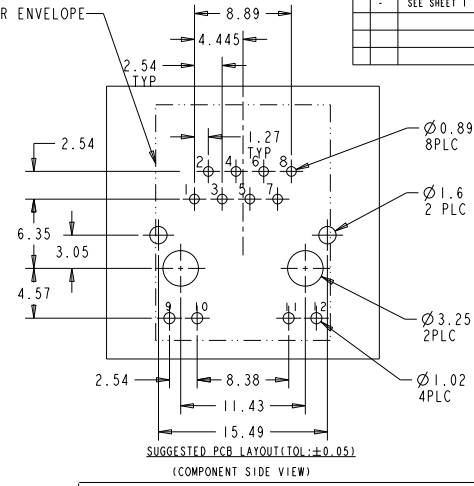 R ENVELOPE
8.89
- SEE SHEET 1
4.445
2.54
TYP
1.27
TYP
2.54
Ø0.89
8PLC
2 4 6 8
1 3 5 7
Ø1.6
2 PLC
6.35
3.05
4.57
Ø3.25
2PLC
9 10 11 12
Ø1.02
4PLC
2.54
8.38
11.43
15.49
SUGGESTED PCB LAYOUT(TOL:±0.05)
(COMPONENT SIDE VIEW)